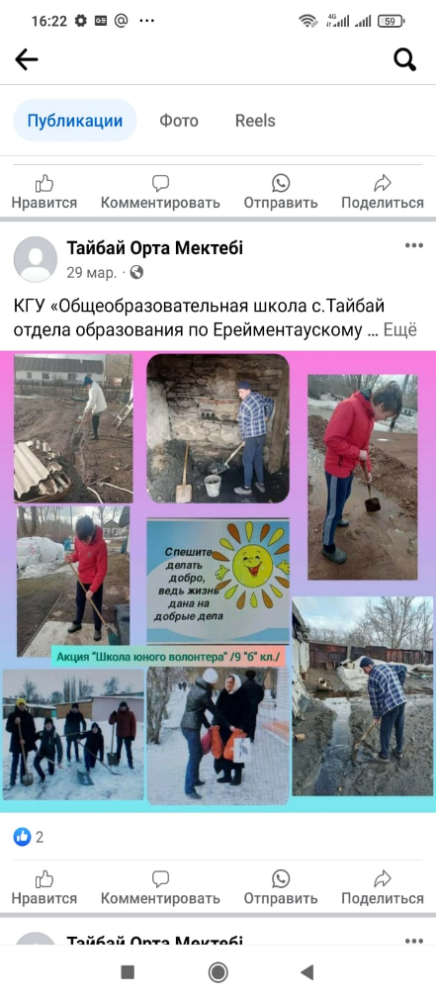 16:22
4G
59
Публикации
Фото
Reels
Нравится
Комментировать
Отправить
Поделиться
Тайбай Орта Мектебі
29 мар. ·
КГУ «Общеобразовательная школа с.Тайбай
отдела образования по Ерейментаускому ... Ещё
Спешите
делать
добро,
ведь жизнь
дана на
добрые дела
Акция "Школа юного волонтера" /9 "б" кл./
2
Нравится
Комментировать
Отправить
Поделиться
Тайбай Орта Мектебі